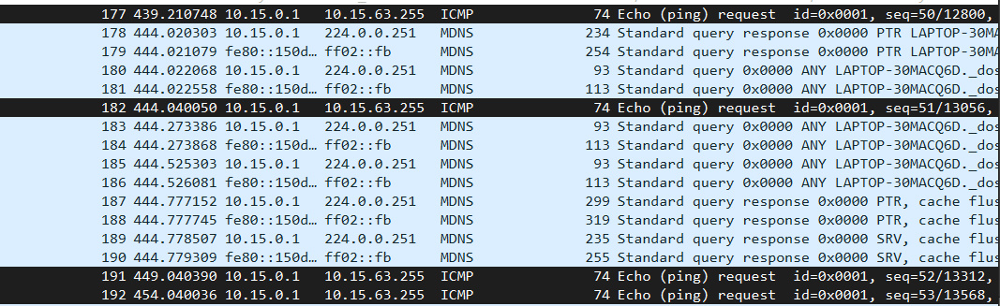 177 439.210748 10.15.0.1 10.15.63.255 ICMP 74 Echo (ping) request id=0x0001, seq=50/12800,
178 444.020303 10.15.0.1 224.0.0.251 MDNS 234 Standard query response 0x0000 PTR LAPTOP-30MA
179 444.021079 fe80::150d… ff02::fb MDNS 254 Standard query response 0x0000 PTR LAPTOP-30MA
180 444.022068 10.15.0.1 224.0.0.251 MDNS 93 Standard query 0x0000 ANY LAPTOP-30MACQ6D._dos
181 444.022558 fe80::150d… ff02::fb MDNS 113 Standard query 0x0000 ANY LAPTOP-30MACQ6D._dos
182 444.040050 10.15.0.1 10.15.63.255 ICMP 74 Echo (ping) request id=0x0001, seq=51/13056,
183 444.273386 10.15.0.1 224.0.0.251 MDNS 93 Standard query 0x0000 ANY LAPTOP-30MACQ6D._dos
184 444.273868 fe80::150d… ff02::fb MDNS 113 Standard query 0x0000 ANY LAPTOP-30MACQ6D._dos
185 444.525303 10.15.0.1 224.0.0.251 MDNS 93 Standard query 0x0000 ANY LAPTOP-30MACQ6D._dos
186 444.526081 fe80::150d… ff02::fb MDNS 113 Standard query 0x0000 ANY LAPTOP-30MACQ6D._dos
187 444.777152 10.15.0.1 224.0.0.251 MDNS 299 Standard query response 0x0000 PTR, cache flus
188 444.777745 fe80::150d… ff02::fb MDNS 319 Standard query response 0x0000 PTR, cache flus
189 444.778507 10.15.0.1 224.0.0.251 MDNS 235 Standard query response 0x0000 SRV, cache flus
190 444.779309 fe80::150d… ff02::fb MDNS 255 Standard query response 0x0000 SRV, cache flus
191 449.040390 10.15.0.1 10.15.63.255 ICMP 74 Echo (ping) request id=0x0001, seq=52/13312,
192 454.040036 10.15.0.1 10.15.63.255 ICMP 74 Echo (ping) request id=0x0001, seq=53/13568,